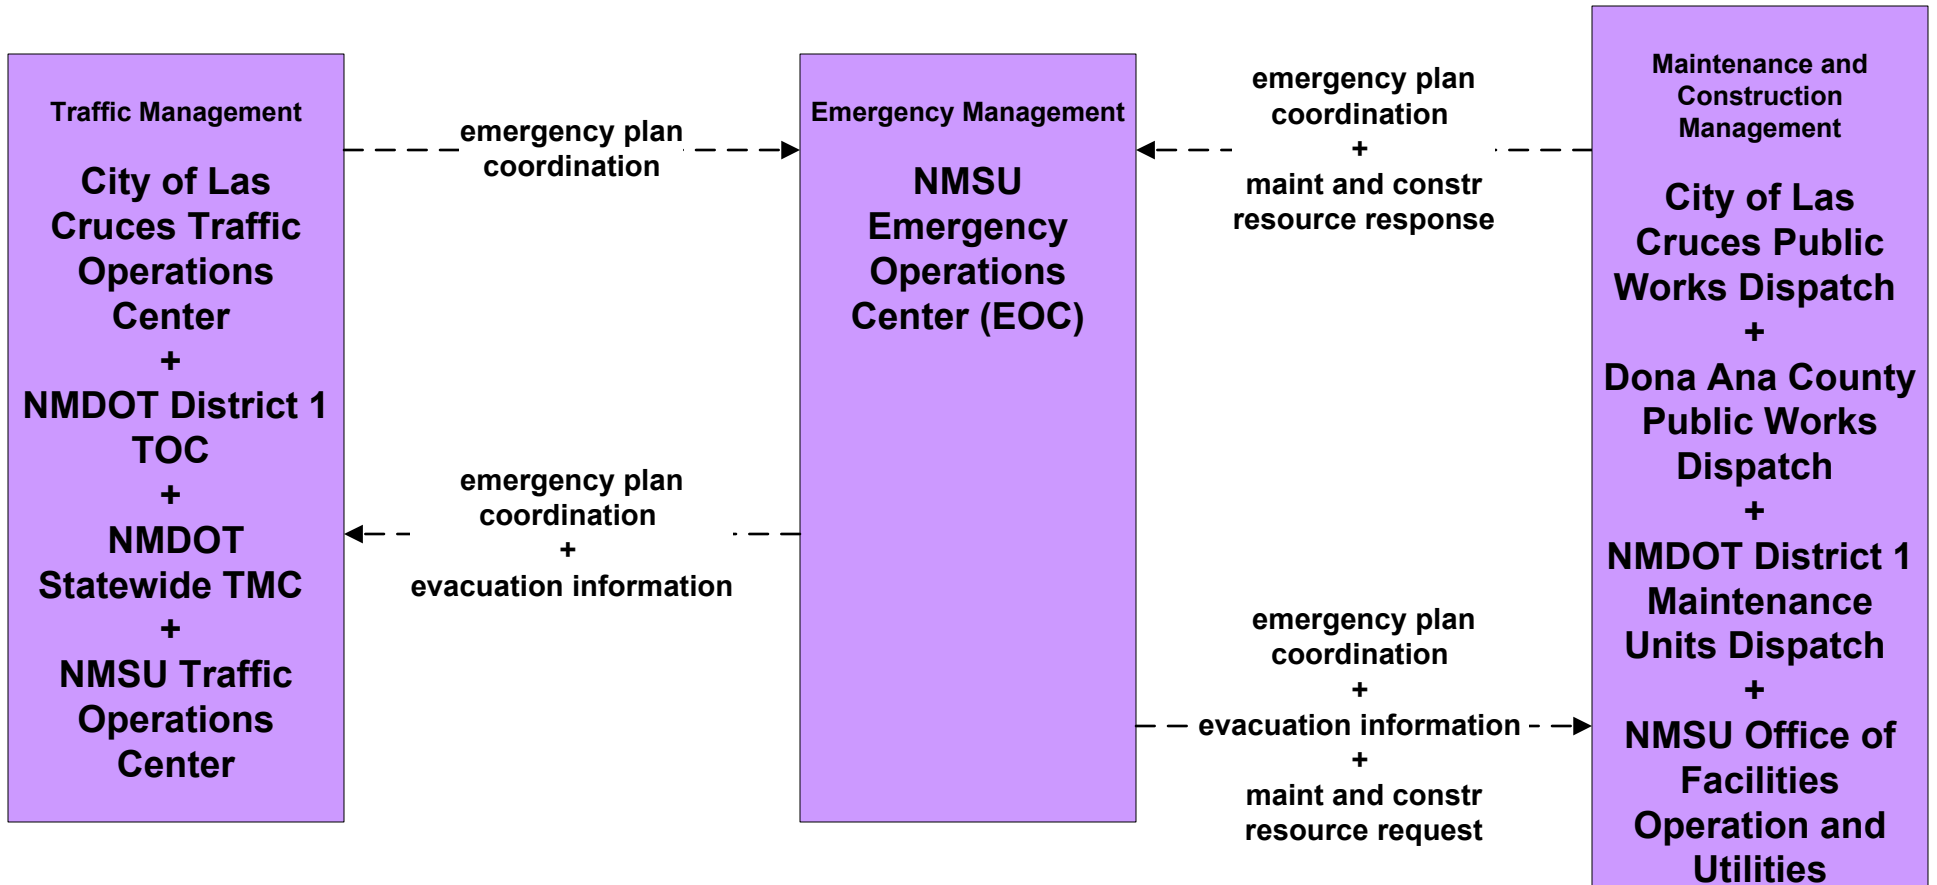 Traffic Management
City of Las
Cruces Traffic
Operations
Center
+
NMDOT District 1
TOC
+
NMDOT
Statewide TMC
+
NMSU Traffic
Operations
Center
emergency plan
coordination
emergency plan
coordination
+
evacuation information
Emergency Management
NMSU
Emergency
Operations
Center (EOC)
emergency plan
coordination
+
maint and constr
resource response
emergency plan
coordination
+
evacuation information
+
maint and constr
resource request
Maintenance and
Construction
Management
City of Las
Cruces Public
Works Dispatch
+
Dona Ana County
Public Works
Dispatch
+
NMDOT District 1
Maintenance
Units Dispatch
+
NMSU Office of
Facilities
Operation and
Utilities